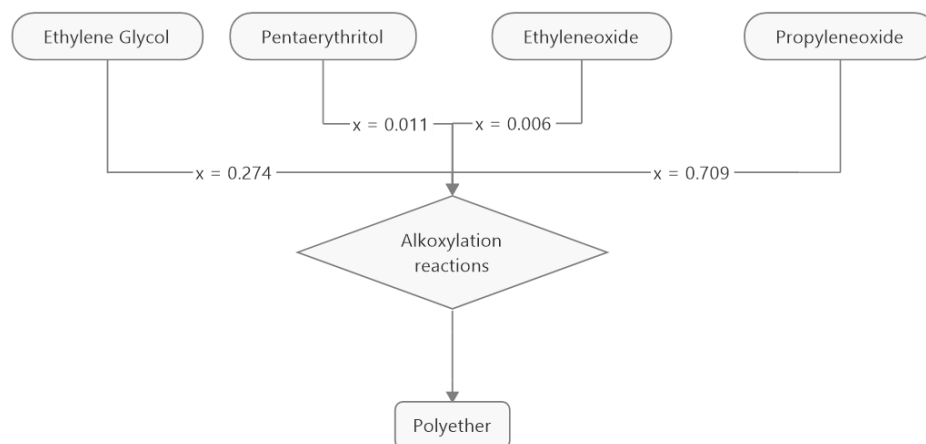 Ethylene Glycol
Pentaerythritol
Ethyleneoxide
Propyleneoxide
x = 0.011
x = 0.006
x = 0.274
x = 0.709
Alkoxylation
reactions
Polyether